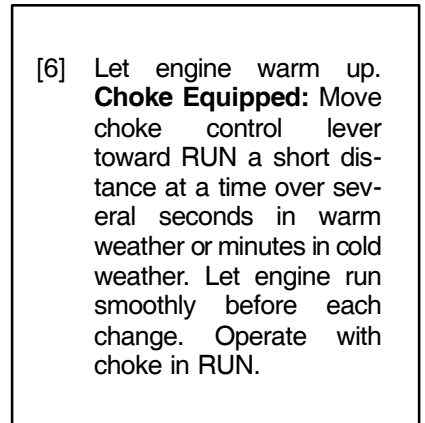 [6] Let engine warm up.
Choke Equipped: Move
choke control lever
toward RUN a short dis-
tance at a time over sev-
eral seconds in warm
weather or minutes in cold
weather. Let engine run
smoothly before each
change. Operate with
choke in RUN.